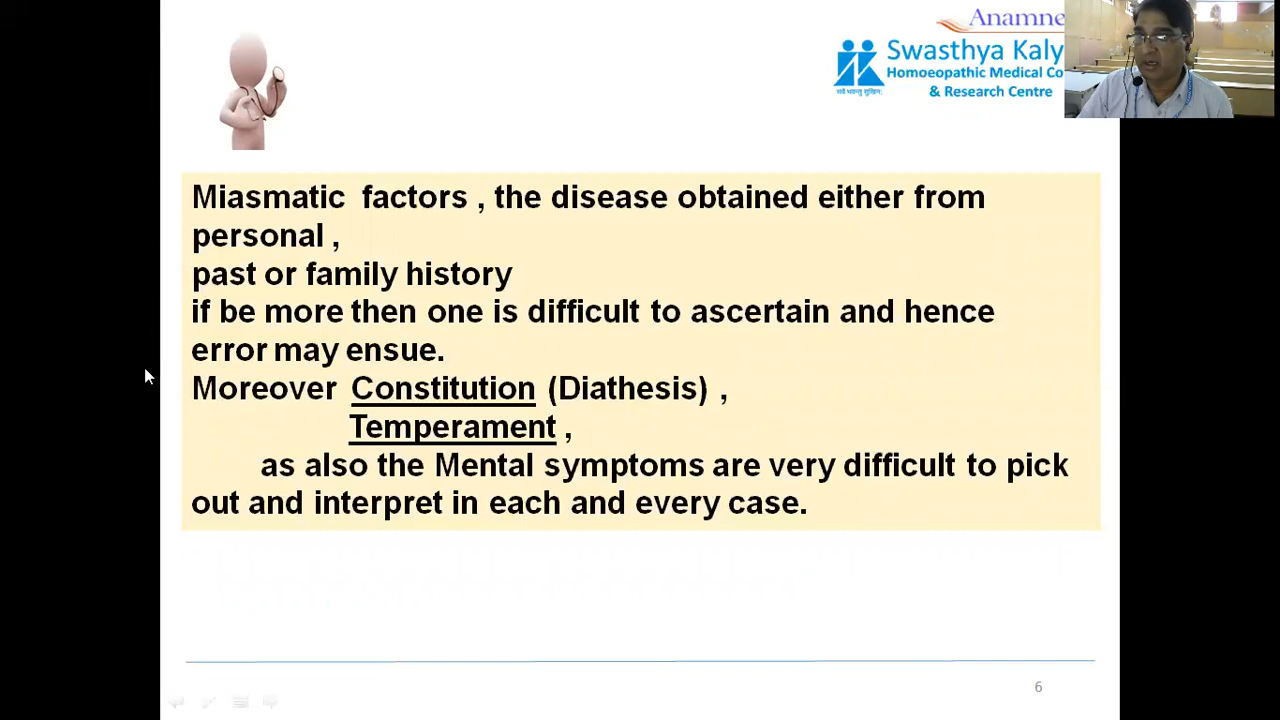 Anamne
Swasthya Kaly
Homoeopathic Medical Co
& Research Centre
सर्वे भवन्तु सुखिनः
Miasmatic factors , the disease obtained either from
personal ,
past or family history
if be more then one is difficult to ascertain and hence
error may ensue.
Moreover Constitution (Diathesis) ,
Temperament ,
as also the Mental symptoms are very difficult to pick
out and interpret in each and every case.
6